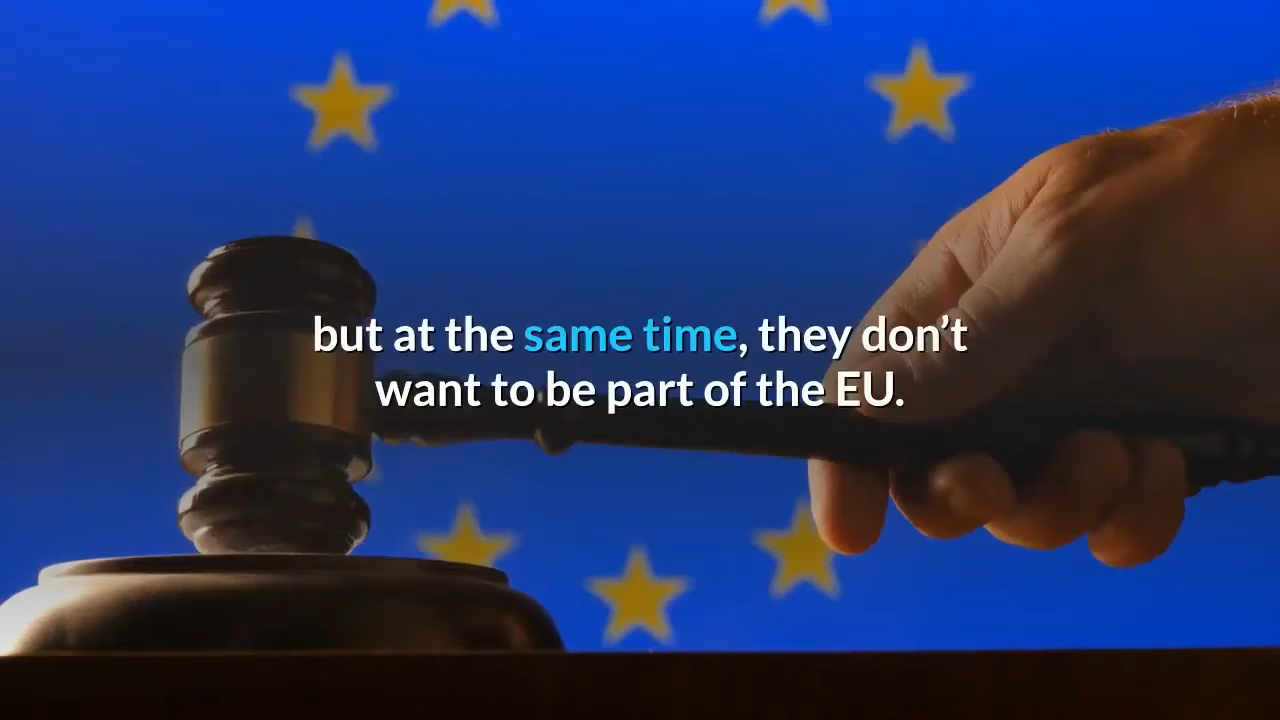 but at the same time, they don’t
want to be part of the EU.